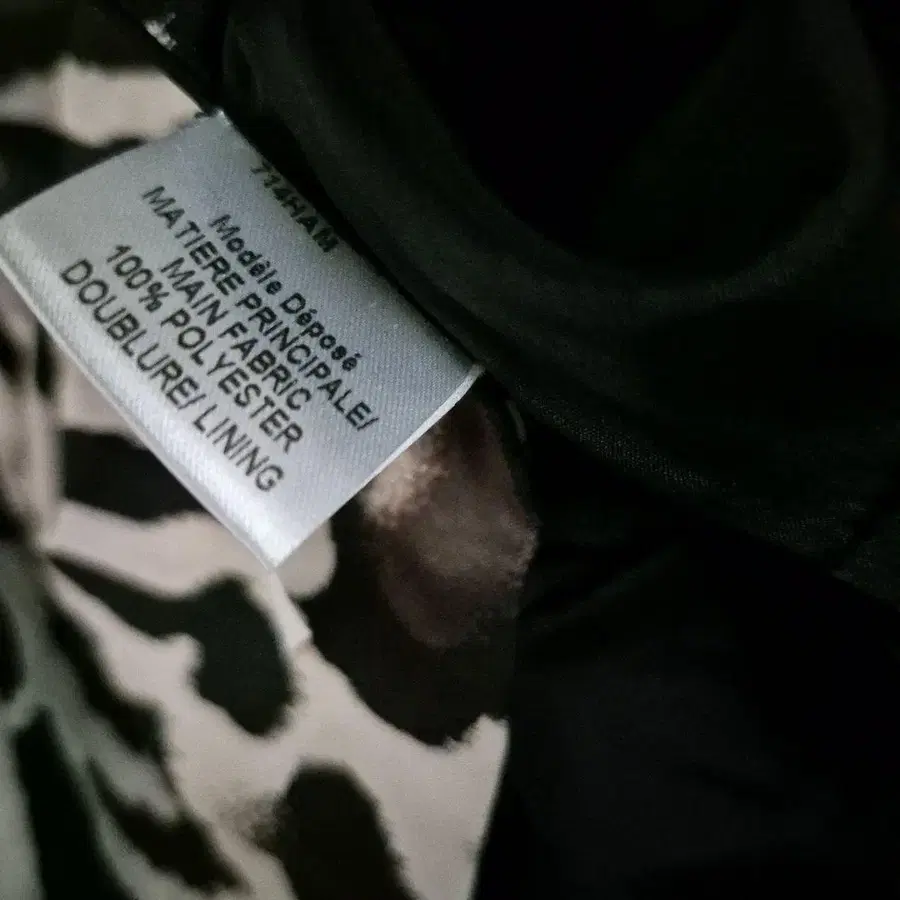 714HAM
Modèle Déposé
MATIERE PRINCIPALE/
MAIN FABRIC
100% POLYESTER
DOUBLURE/ LINING